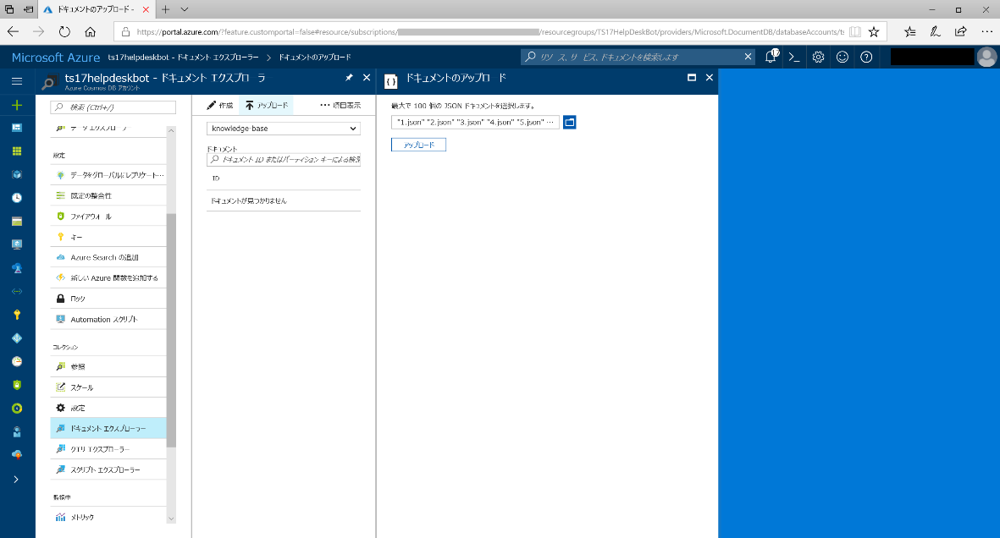 ドキュメントのアップロード -
https://portal.azure.com/?feature.customportal=false#resource/subscriptions/ /resourcegroups/TS17HelpDeskBot/providers/Microsoft.DocumentDB/databaseAccounts/ts
Microsoft Azure ts17helpdeskbot - ドキュメント エクスプローラー > ドキュメントのアップロード
リソース、サービス、ドキュメントを検索します
17
ts17helpdeskbot - ドキュメント エクスプローラ
Azure Cosmos DB アカウント
検索 (Ctrl+/)
データ エクスプローラー
設定
データをグローバルにレプリケート…
既定の整合性
ファイアウォール
キー
Azure Search の追加
新しい Azure 関数を追加する
ロック
Automation スクリプト
コレクション
参照
スケール
設定
ドキュメント エクスプローラー
クエリ エクスプローラー
スクリプト エクスプローラー
監視中
メトリック
作成
アップロード
… 項目表示
knowledge-base
ドキュメント
ドキュメント ID またはパーティション キーによる検索
ID
ドキュメントが見つかりません
{ } ドキュメントのアップロード
最大で 100 個の JSON ドキュメントを選択します。
"1.json" "2.json" "3.json" "4.json" "5.json" …
アップロード